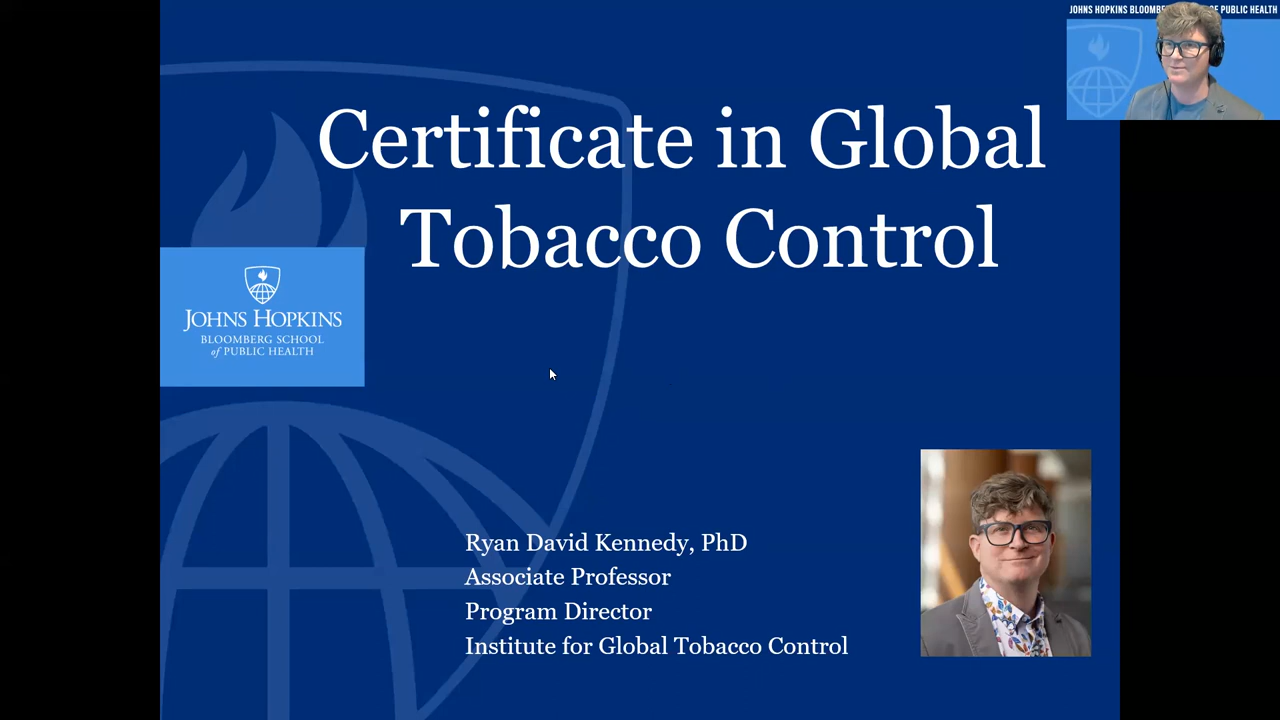 JOHNS HOPKINS BLOOMBE OF PUBLIC HEALTH
Certificate in Global
Tobacco Control
JOHNS HOPKINS
BLOOMBERG SCHOOL
of PUBLIC HEALTH
Ryan David Kennedy, PhD
Associate Professor
Program Director
Institute for Global Tobacco Control